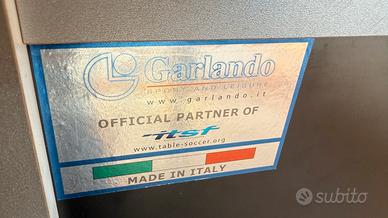 Garlando
SPORT AND LEISURE
www.garlando.it
OFFICIAL PARTNER OF
itsf
www.table-soccer.org
MADE IN ITALY
subito